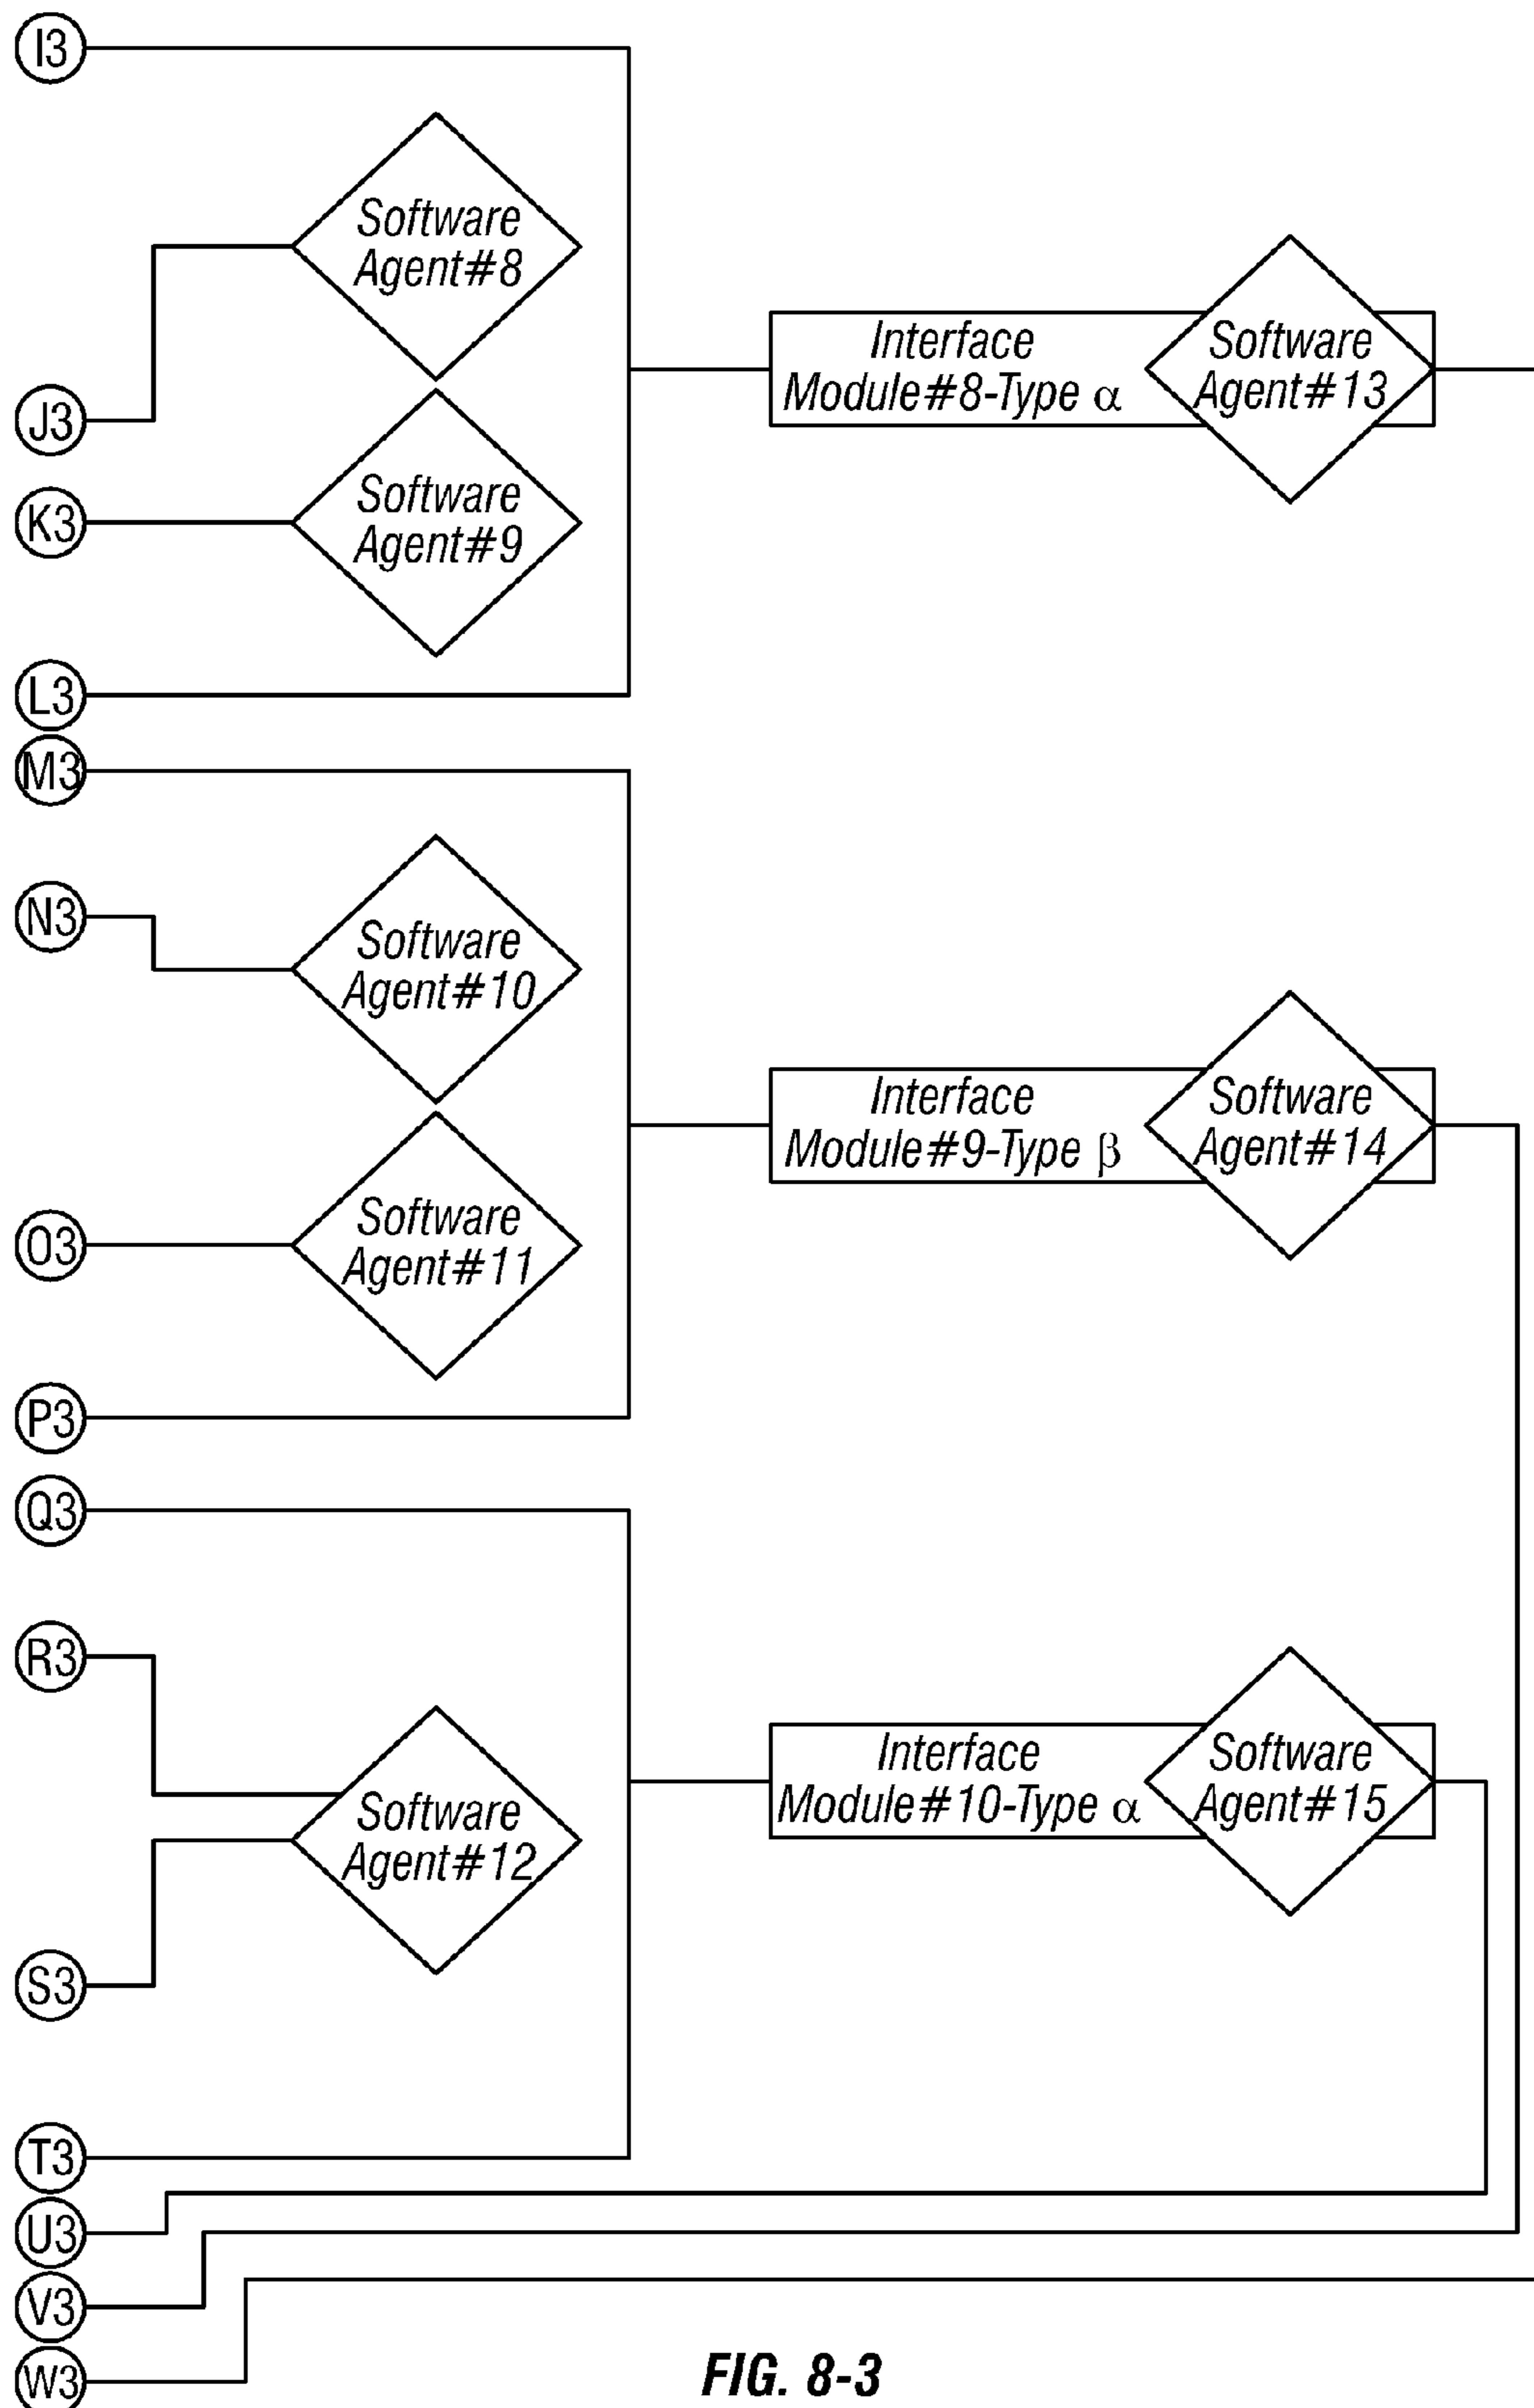 I3
Software
Agent#8
J3
Interface
Module#8-Type α
Software
Agent#13
K3
Software
Agent#9
L3
M3
N3
Software
Agent#10
Interface
Module#9-Type β
Software
Agent#14
O3
Software
Agent#11
P3
Q3
R3
Software
Agent#12
Interface
Module#10-Type α
Software
Agent#15
S3
T3
U3
V3
W3
FIG. 8-3